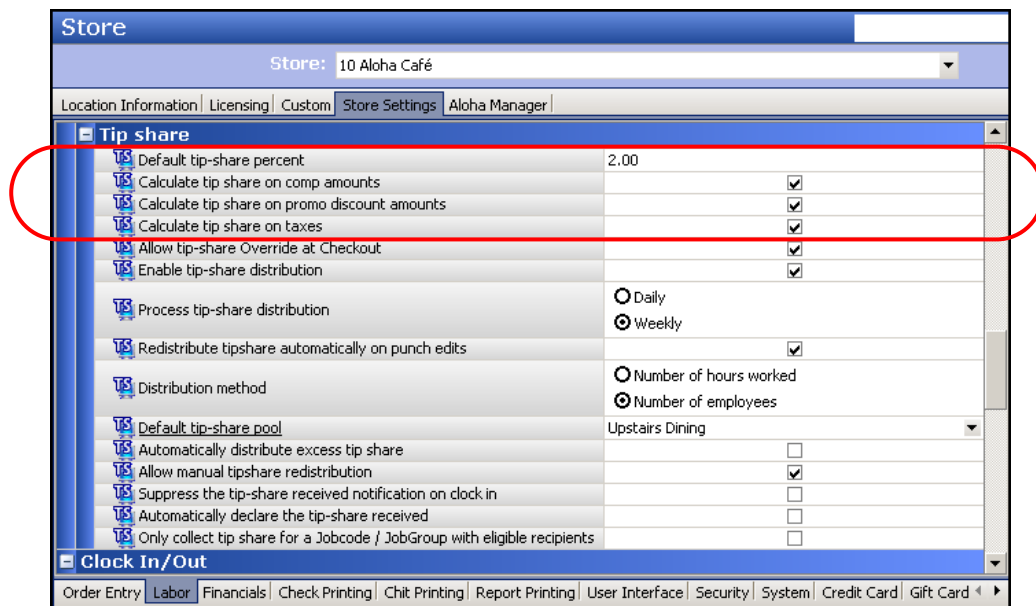 Store
Store: 10 Aloha Café
Location Information Licensing Custom Store Settings Aloha Manager
Tip share
Default tip-share percent 2.00
Calculate tip share on comp amounts
Calculate tip share on promo discount amounts
Calculate tip share on taxes
Allow tip-share Override at Checkout
Enable tip-share distribution
Process tip-share distribution
Daily
Weekly
Redistribute tipshare automatically on punch edits
Distribution method
Number of hours worked
Number of employees
Default tip-share pool Upstairs Dining
Automatically distribute excess tip share
Allow manual tipshare redistribution
Suppress the tip-share received notification on clock in
Automatically declare the tip-share received
Only collect tip share for a Jobcode / JobGroup with eligible recipients
Clock In/Out
Order Entry Labor Financials Check Printing Chit Printing Report Printing User Interface Security System Credit Card Gift Card